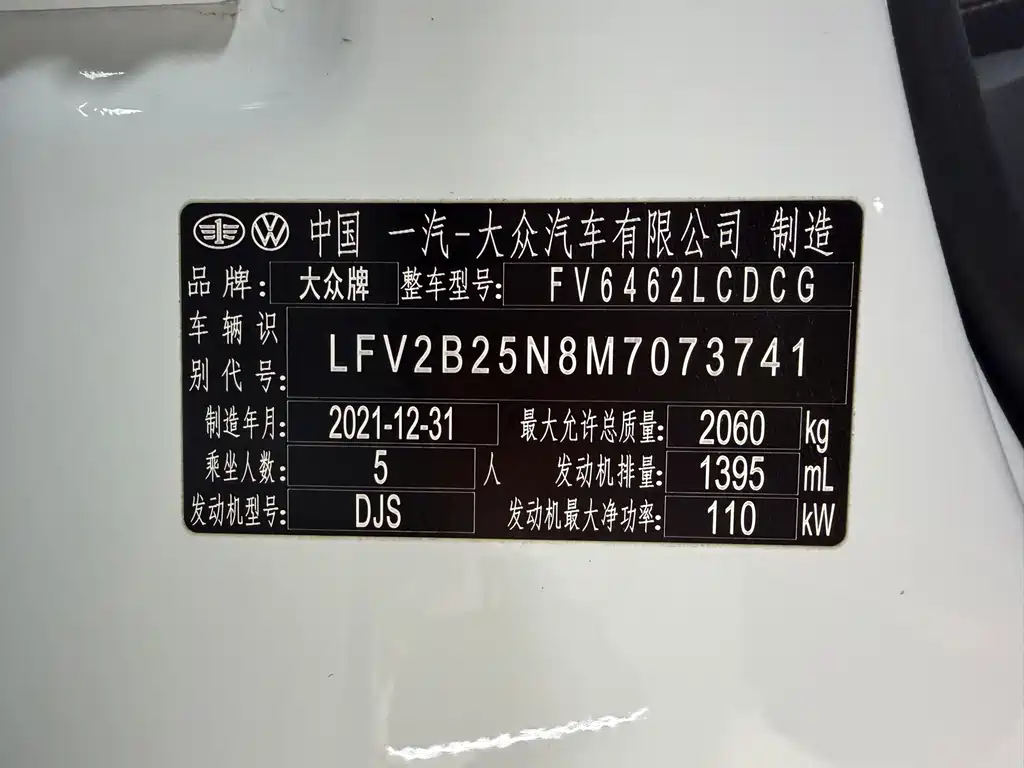 中国 一汽-大众汽车有限公司 制造
品牌: 大众牌 整车型号: FV6462LCDCG
车辆识别代号: LFV2B25N8M7073741
制造年月: 2021-12-31 最大允许总质量: 2060 kg
乘坐人数: 5 人 发动机排量: 1395 mL
发动机型号: DJS 发动机最大净功率: 110 kW